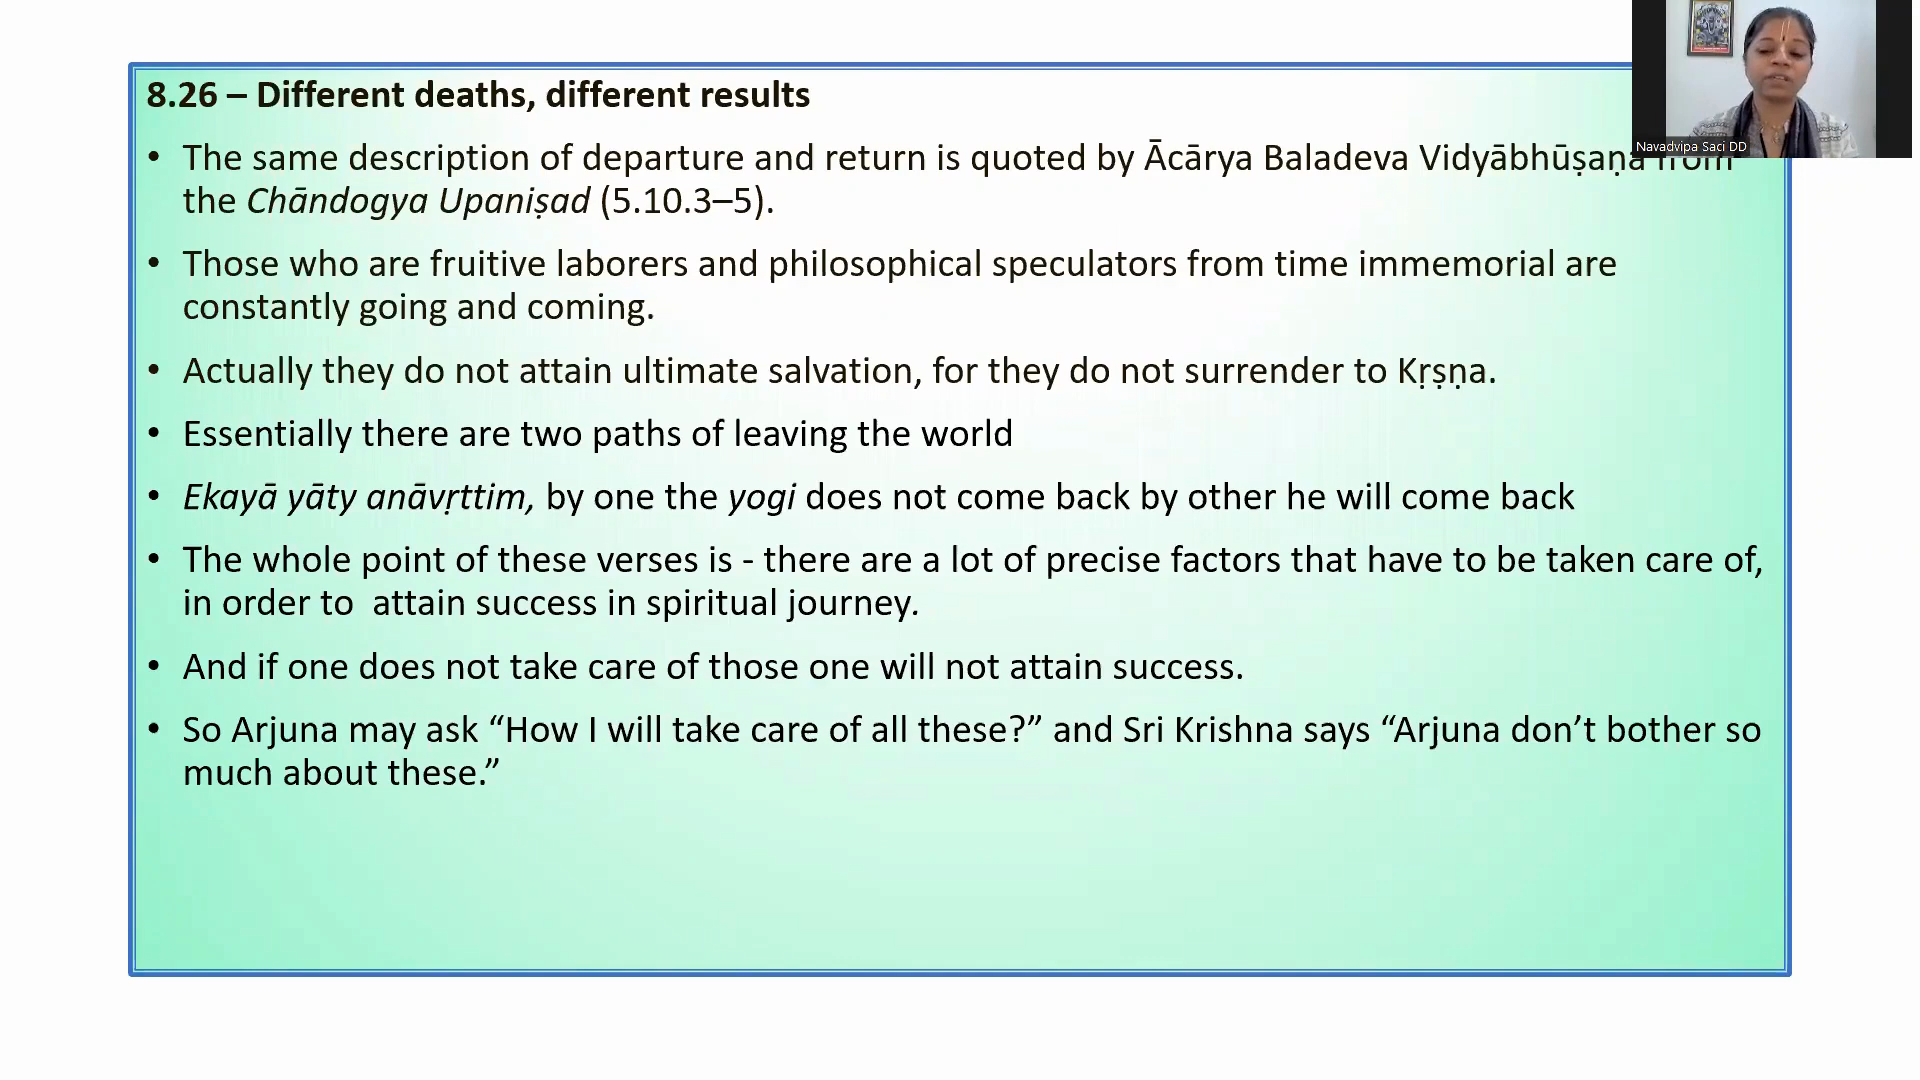 8.26 – Different deaths, different results
• The same description of departure and return is quoted by Ācārya Baladeva Vidyābhūṣaṇa from
the Chāndogya Upaniṣad (5.10.3–5).
• Those who are fruitive laborers and philosophical speculators from time immemorial are
constantly going and coming.
• Actually they do not attain ultimate salvation, for they do not surrender to Kṛṣṇa.
• Essentially there are two paths of leaving the world
• Ekayā yāty anāvṛttim, by one the yogi does not come back by other he will come back
• The whole point of these verses is - there are a lot of precise factors that have to be taken care of,
in order to  attain success in spiritual journey.
• And if one does not take care of those one will not attain success.
• So Arjuna may ask “How I will take care of all these?” and Sri Krishna says “Arjuna don’t bother so
much about these.”
Navadvipa Saci DD